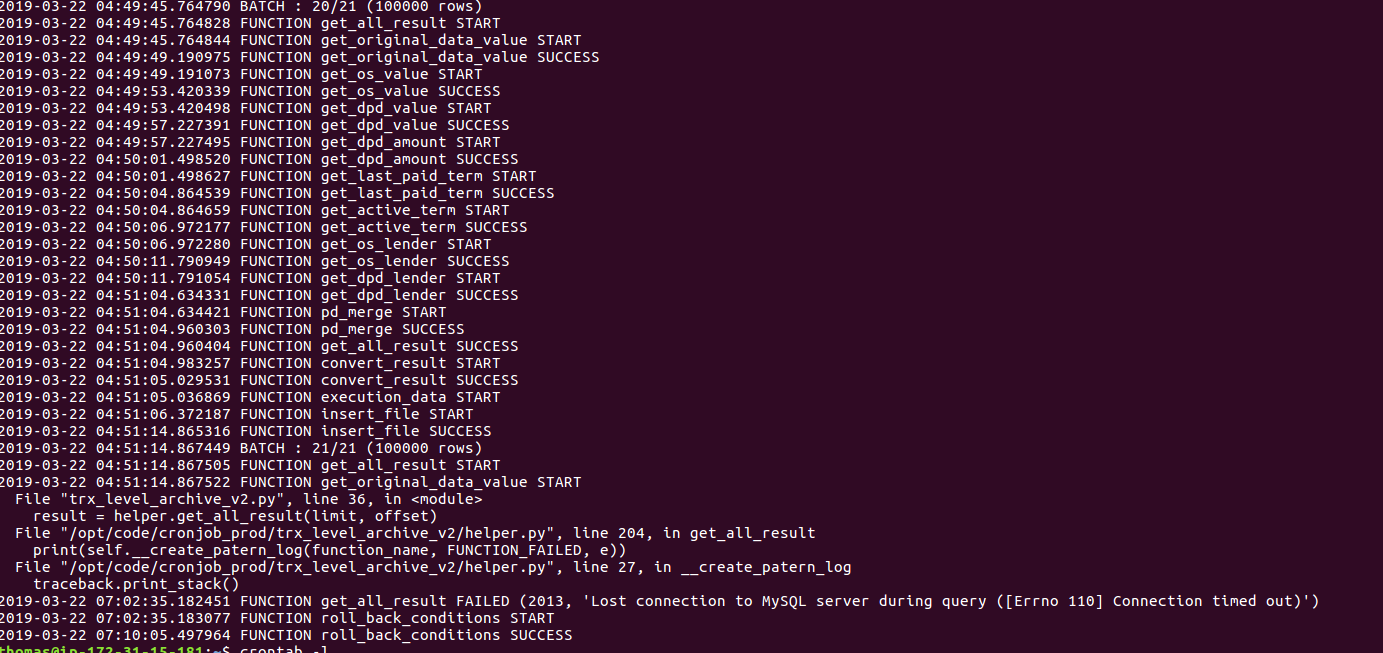 2019-03-22 04:49:45.764790 BATCH : 20/21 (100000 rows)
2019-03-22 04:49:45.764828 FUNCTION get_all_result START
2019-03-22 04:49:45.764844 FUNCTION get_original_data_value START
2019-03-22 04:49:49.190975 FUNCTION get_original_data_value SUCCESS
2019-03-22 04:49:49.191073 FUNCTION get_os_value START
2019-03-22 04:49:53.420339 FUNCTION get_os_value SUCCESS
2019-03-22 04:49:53.420498 FUNCTION get_dpd_value START
2019-03-22 04:49:57.227391 FUNCTION get_dpd_value SUCCESS
2019-03-22 04:49:57.227495 FUNCTION get_dpd_amount START
2019-03-22 04:50:01.498520 FUNCTION get_dpd_amount SUCCESS
2019-03-22 04:50:01.498627 FUNCTION get_last_paid_term START
2019-03-22 04:50:04.864539 FUNCTION get_last_paid_term SUCCESS
2019-03-22 04:50:04.864659 FUNCTION get_active_term START
2019-03-22 04:50:06.972177 FUNCTION get_active_term SUCCESS
2019-03-22 04:50:06.972280 FUNCTION get_os_lender START
2019-03-22 04:50:11.790949 FUNCTION get_os_lender SUCCESS
2019-03-22 04:50:11.791054 FUNCTION get_dpd_lender START
2019-03-22 04:51:04.634331 FUNCTION get_dpd_lender SUCCESS
2019-03-22 04:51:04.634421 FUNCTION pd_merge START
2019-03-22 04:51:04.960303 FUNCTION pd_merge SUCCESS
2019-03-22 04:51:04.960404 FUNCTION get_all_result SUCCESS
2019-03-22 04:51:04.983257 FUNCTION convert_result START
2019-03-22 04:51:05.029531 FUNCTION convert_result SUCCESS
2019-03-22 04:51:05.036869 FUNCTION execution_data START
2019-03-22 04:51:06.372187 FUNCTION insert_file START
2019-03-22 04:51:14.865316 FUNCTION insert_file SUCCESS
2019-03-22 04:51:14.867449 BATCH : 21/21 (100000 rows)
2019-03-22 04:51:14.867505 FUNCTION get_all_result START
2019-03-22 04:51:14.867522 FUNCTION get_original_data_value START
  File "trx_level_archive_v2.py", line 36, in <module>
    result = helper.get_all_result(limit, offset)
  File "/opt/code/cronjob_prod/trx_level_archive_v2/helper.py", line 204, in get_all_result
    print(self.__create_patern_log(function_name, FUNCTION_FAILED, e))
  File "/opt/code/cronjob_prod/trx_level_archive_v2/helper.py", line 27, in __create_patern_log
    traceback.print_stack()
2019-03-22 07:02:35.182451 FUNCTION get_all_result FAILED (2013, 'Lost connection to MySQL server during query ([Errno 110] Connection timed out)')
2019-03-22 07:02:35.183077 FUNCTION roll_back_conditions START
2019-03-22 07:10:05.497964 FUNCTION roll_back_conditions SUCCESS
thomas@ip-172-31-15-181:~$ crontab -l